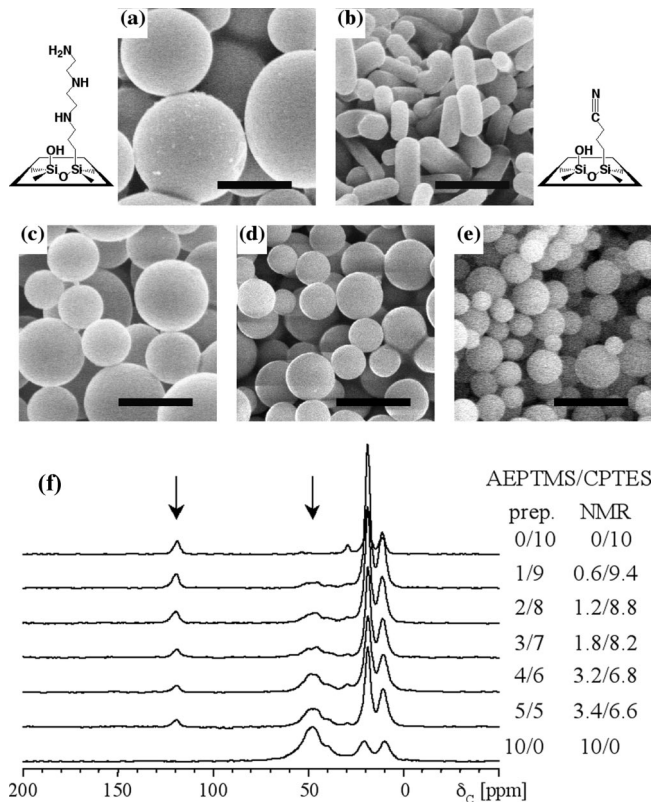 (a)
(b)
H₂N
NH
HN
OH
Si
O
Si
N
C
OH
Si
O
Si
(c)
(d)
(e)
(f)
AEPTMS/CPTES
prep. NMR
0/10 0/10
1/9 0.6/9.4
2/8 1.2/8.8
3/7 1.8/8.2
4/6 3.2/6.8
5/5 3.4/6.6
10/0 10/0
200 150 100 50 0
δC [ppm]